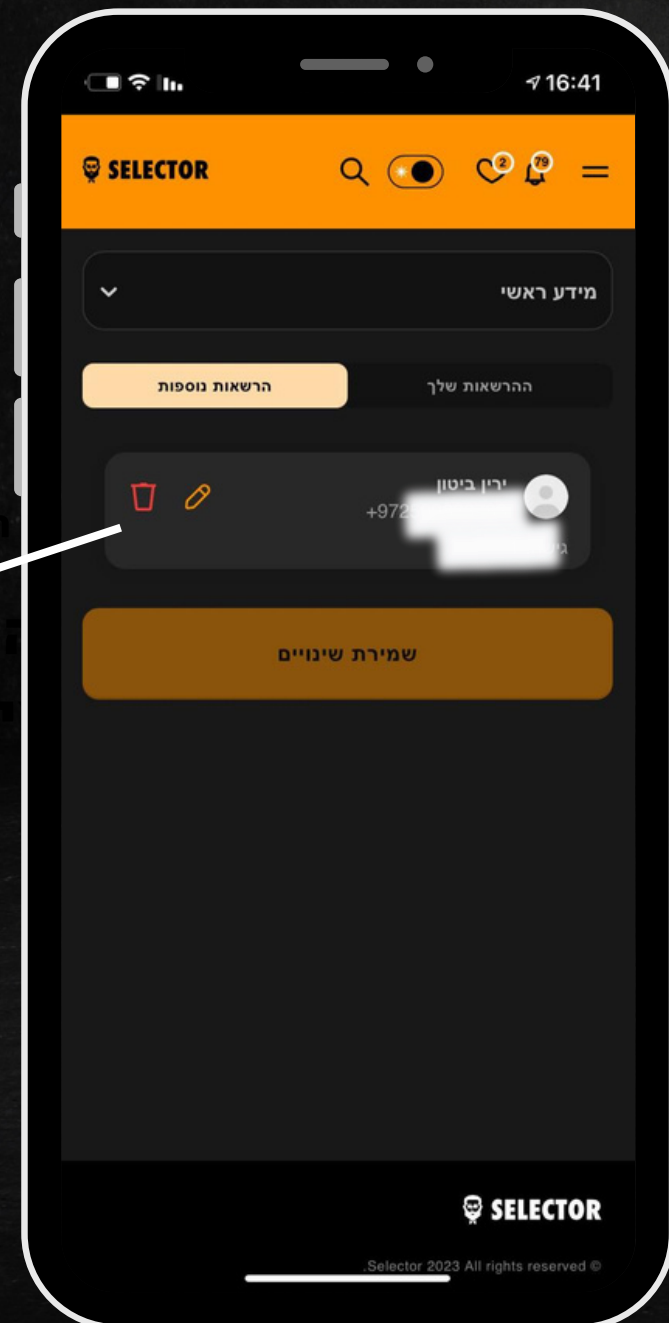 16:41
SELECTOR
2
79
מידע ראשי
ההרשאות שלך
הרשאות נוספות
ירין ביטון
+972
שמירת שינויים
SELECTOR
.Selector 2023 All rights reserved ©